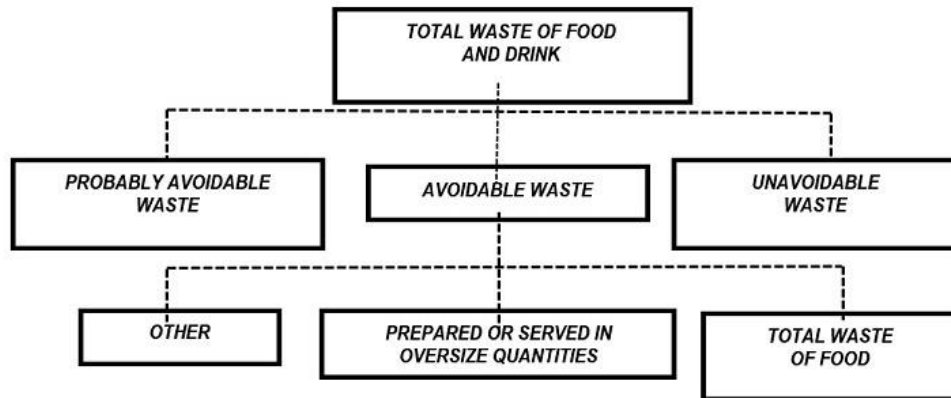 TOTAL WASTE OF FOOD
AND DRINK
PROBABLY AVOIDABLE
WASTE
AVOIDABLE WASTE
UNAVOIDABLE
WASTE
OTHER
PREPARED OR SERVED IN
OVERSIZE QUANTITIES
TOTAL WASTE
OF FOOD